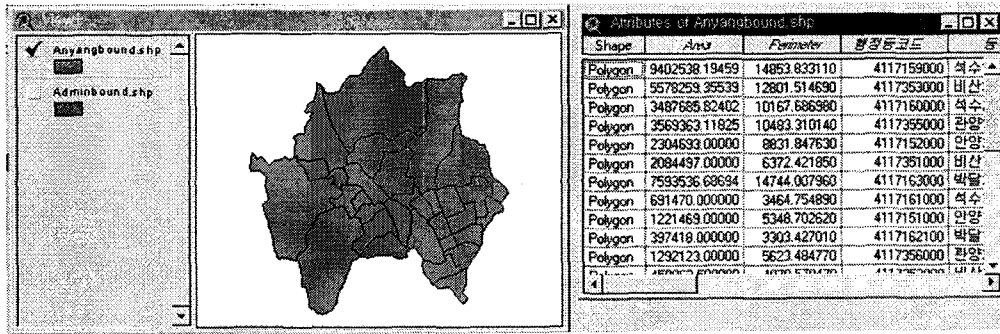 Anyangbound.shp
Adminbound.shp
Attributes of Anyangbound.shp
Shape Area Perimeter 행정동코드
Polygon 9402538.19459 14853.833110 4117159000 석수
Polygon 5578259.35539 12801.514690 4117353000 비산
Polygon 3487685.82402 10167.686980 4117160000 석수
Polygon 3569363.11825 10483.310140 4117355000 관양
Polygon 2304693.00000 8831.847630 4117152000 안양
Polygon 2084497.00000 6372.421850 4117351000 비산
Polygon 7593536.68694 14744.007960 4117163000 박달
Polygon 691470.000000 3464.754890 4117161000 석수
Polygon 1221469.00000 5348.702620 4117151000 안양
Polygon 397418.000000 3303.427010 4117162100 박달
Polygon 1292123.00000 5623.484770 4117356000 관양